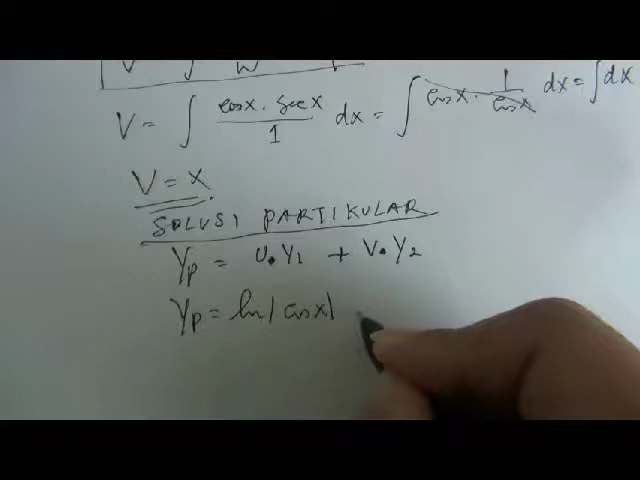 V = ∫ cos x · sec x / 1 dx = ∫ cos x · 1 / cos x dx = ∫ dx
V = x
SOLUSI PARTIKULAR
Yp = u · y1 + v · y2
Yp = ln | cos x |